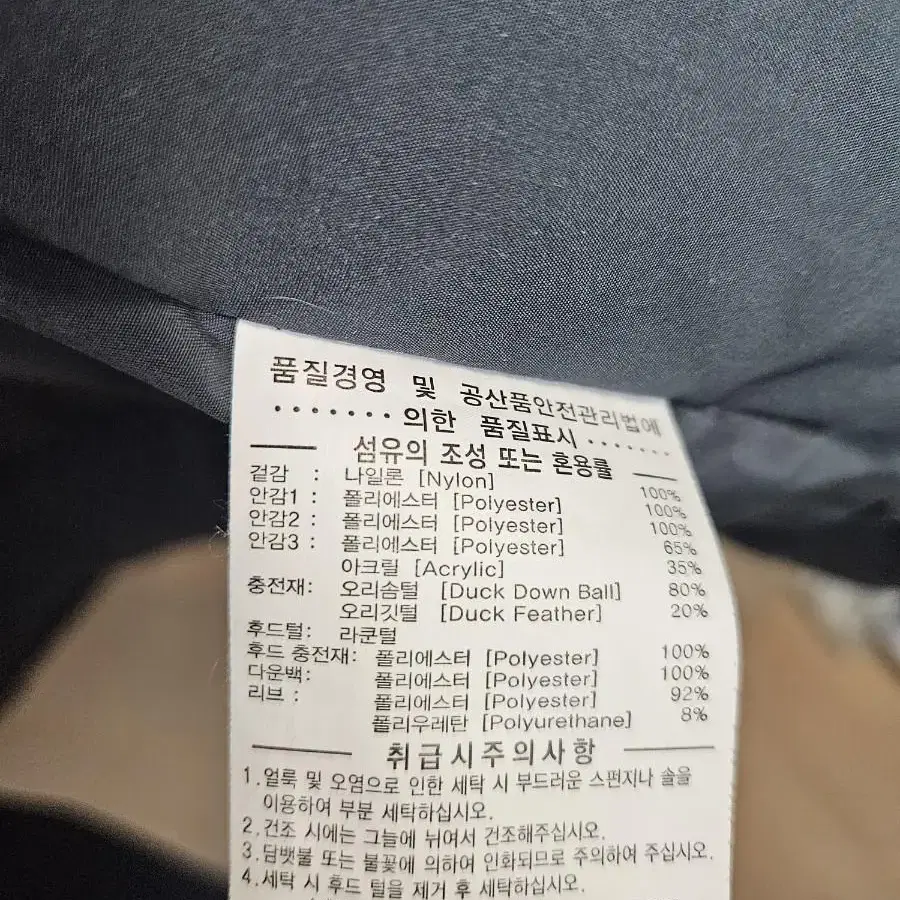 품질경영 및 공산품안전관리법에
의한 품질표시
섬유의 조성 또는 혼용률
겉감 : 나일론 [Nylon] 100%
안감1 : 폴리에스터 [Polyester] 100%
안감2 : 폴리에스터 [Polyester] 100%
안감3 : 폴리에스터 [Polyester] 65%
아크릴 [Acrylic] 35%
충전재: 오리솜털 [Duck Down Ball] 80%
오리깃털 [Duck Feather] 20%
후드털: 라쿤털
후드 충전재: 폴리에스터 [Polyester] 100%
다운백: 폴리에스터 [Polyester] 100%
리브 : 폴리에스터 [Polyester] 92%
폴리우레탄 [Polyurethane] 8%
취급시주의사항
1.얼룩 및 오염으로 인한 세탁 시 부드러운 스펀지나 솔을
이용하여 부분 세탁하십시오.
2.건조 시에는 그늘에 뉘여서 건조해주십시오.
3.담뱃불 또는 불꽃에 의하여 인화되므로 주의하여 주십시오.
4.세탁 시 후드 털을 제거 후 세탁하십시오.